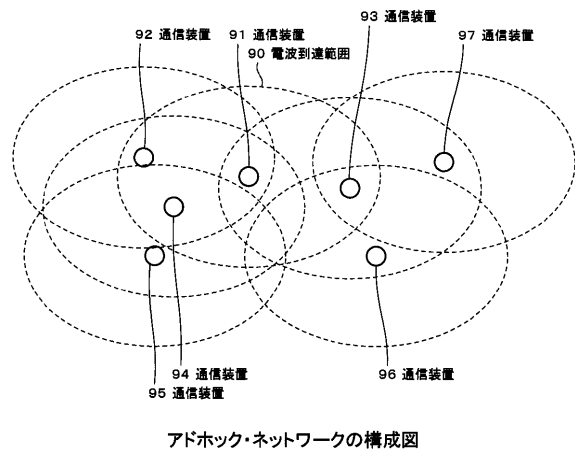 92 通信装置
91 通信装置
90 電波到達範囲
93 通信装置
97 通信装置
94 通信装置
95 通信装置
96 通信装置
アドホック・ネットワークの構成図